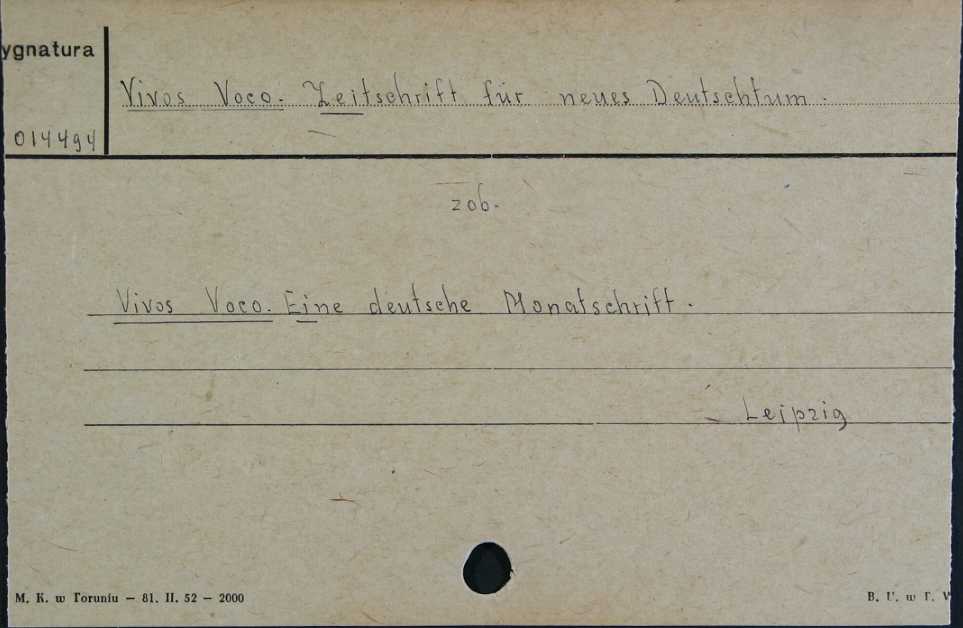 ygnatura
Vivos Voco. Zeitschrift für neues Deutschtum.
014494
zob.
Vivos Voco. Eine deutsche Monatschrift.
Leipzig
M. K. w Toruniu — 81. II. 52 — 2000
B. U. w T.